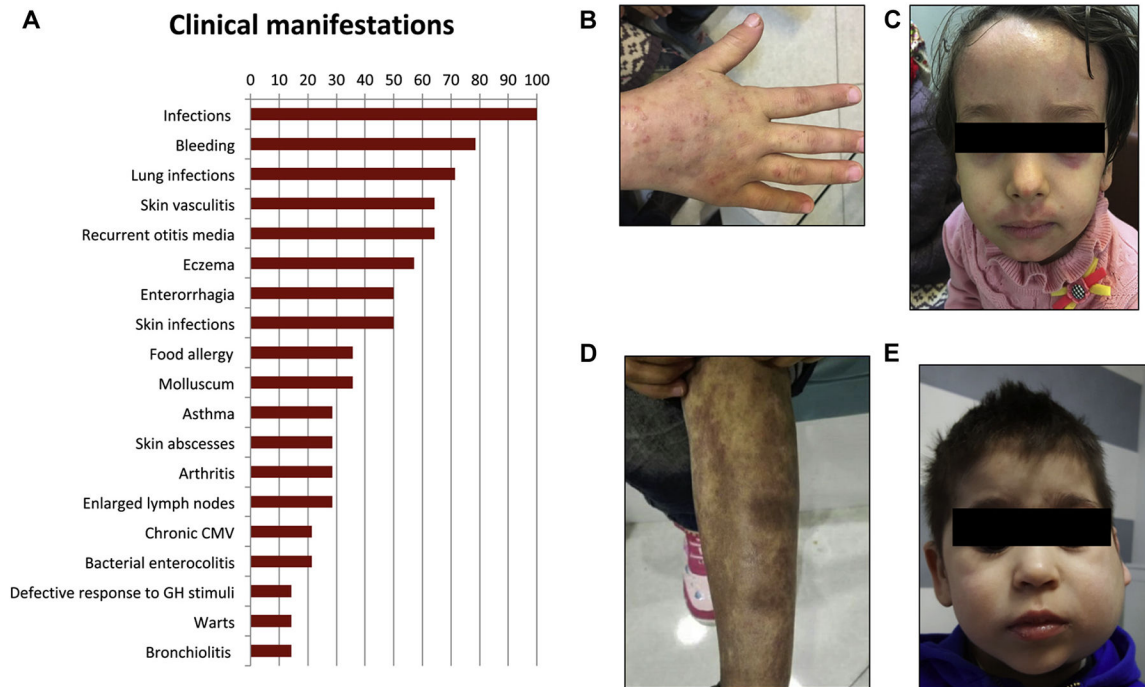 A
Clinical manifestations
0 10 20 30 40 50 60 70 80 90 100
Infections
Bleeding
Lung infections
Skin vasculitis
Recurrent otitis media
Eczema
Enterorrhagia
Skin infections
Food allergy
Molluscum
Asthma
Skin abscesses
Arthritis
Enlarged lymph nodes
Chronic CMV
Bacterial enterocolitis
Defective response to GH stimuli
Warts
Bronchiolitis
B
C
D
E